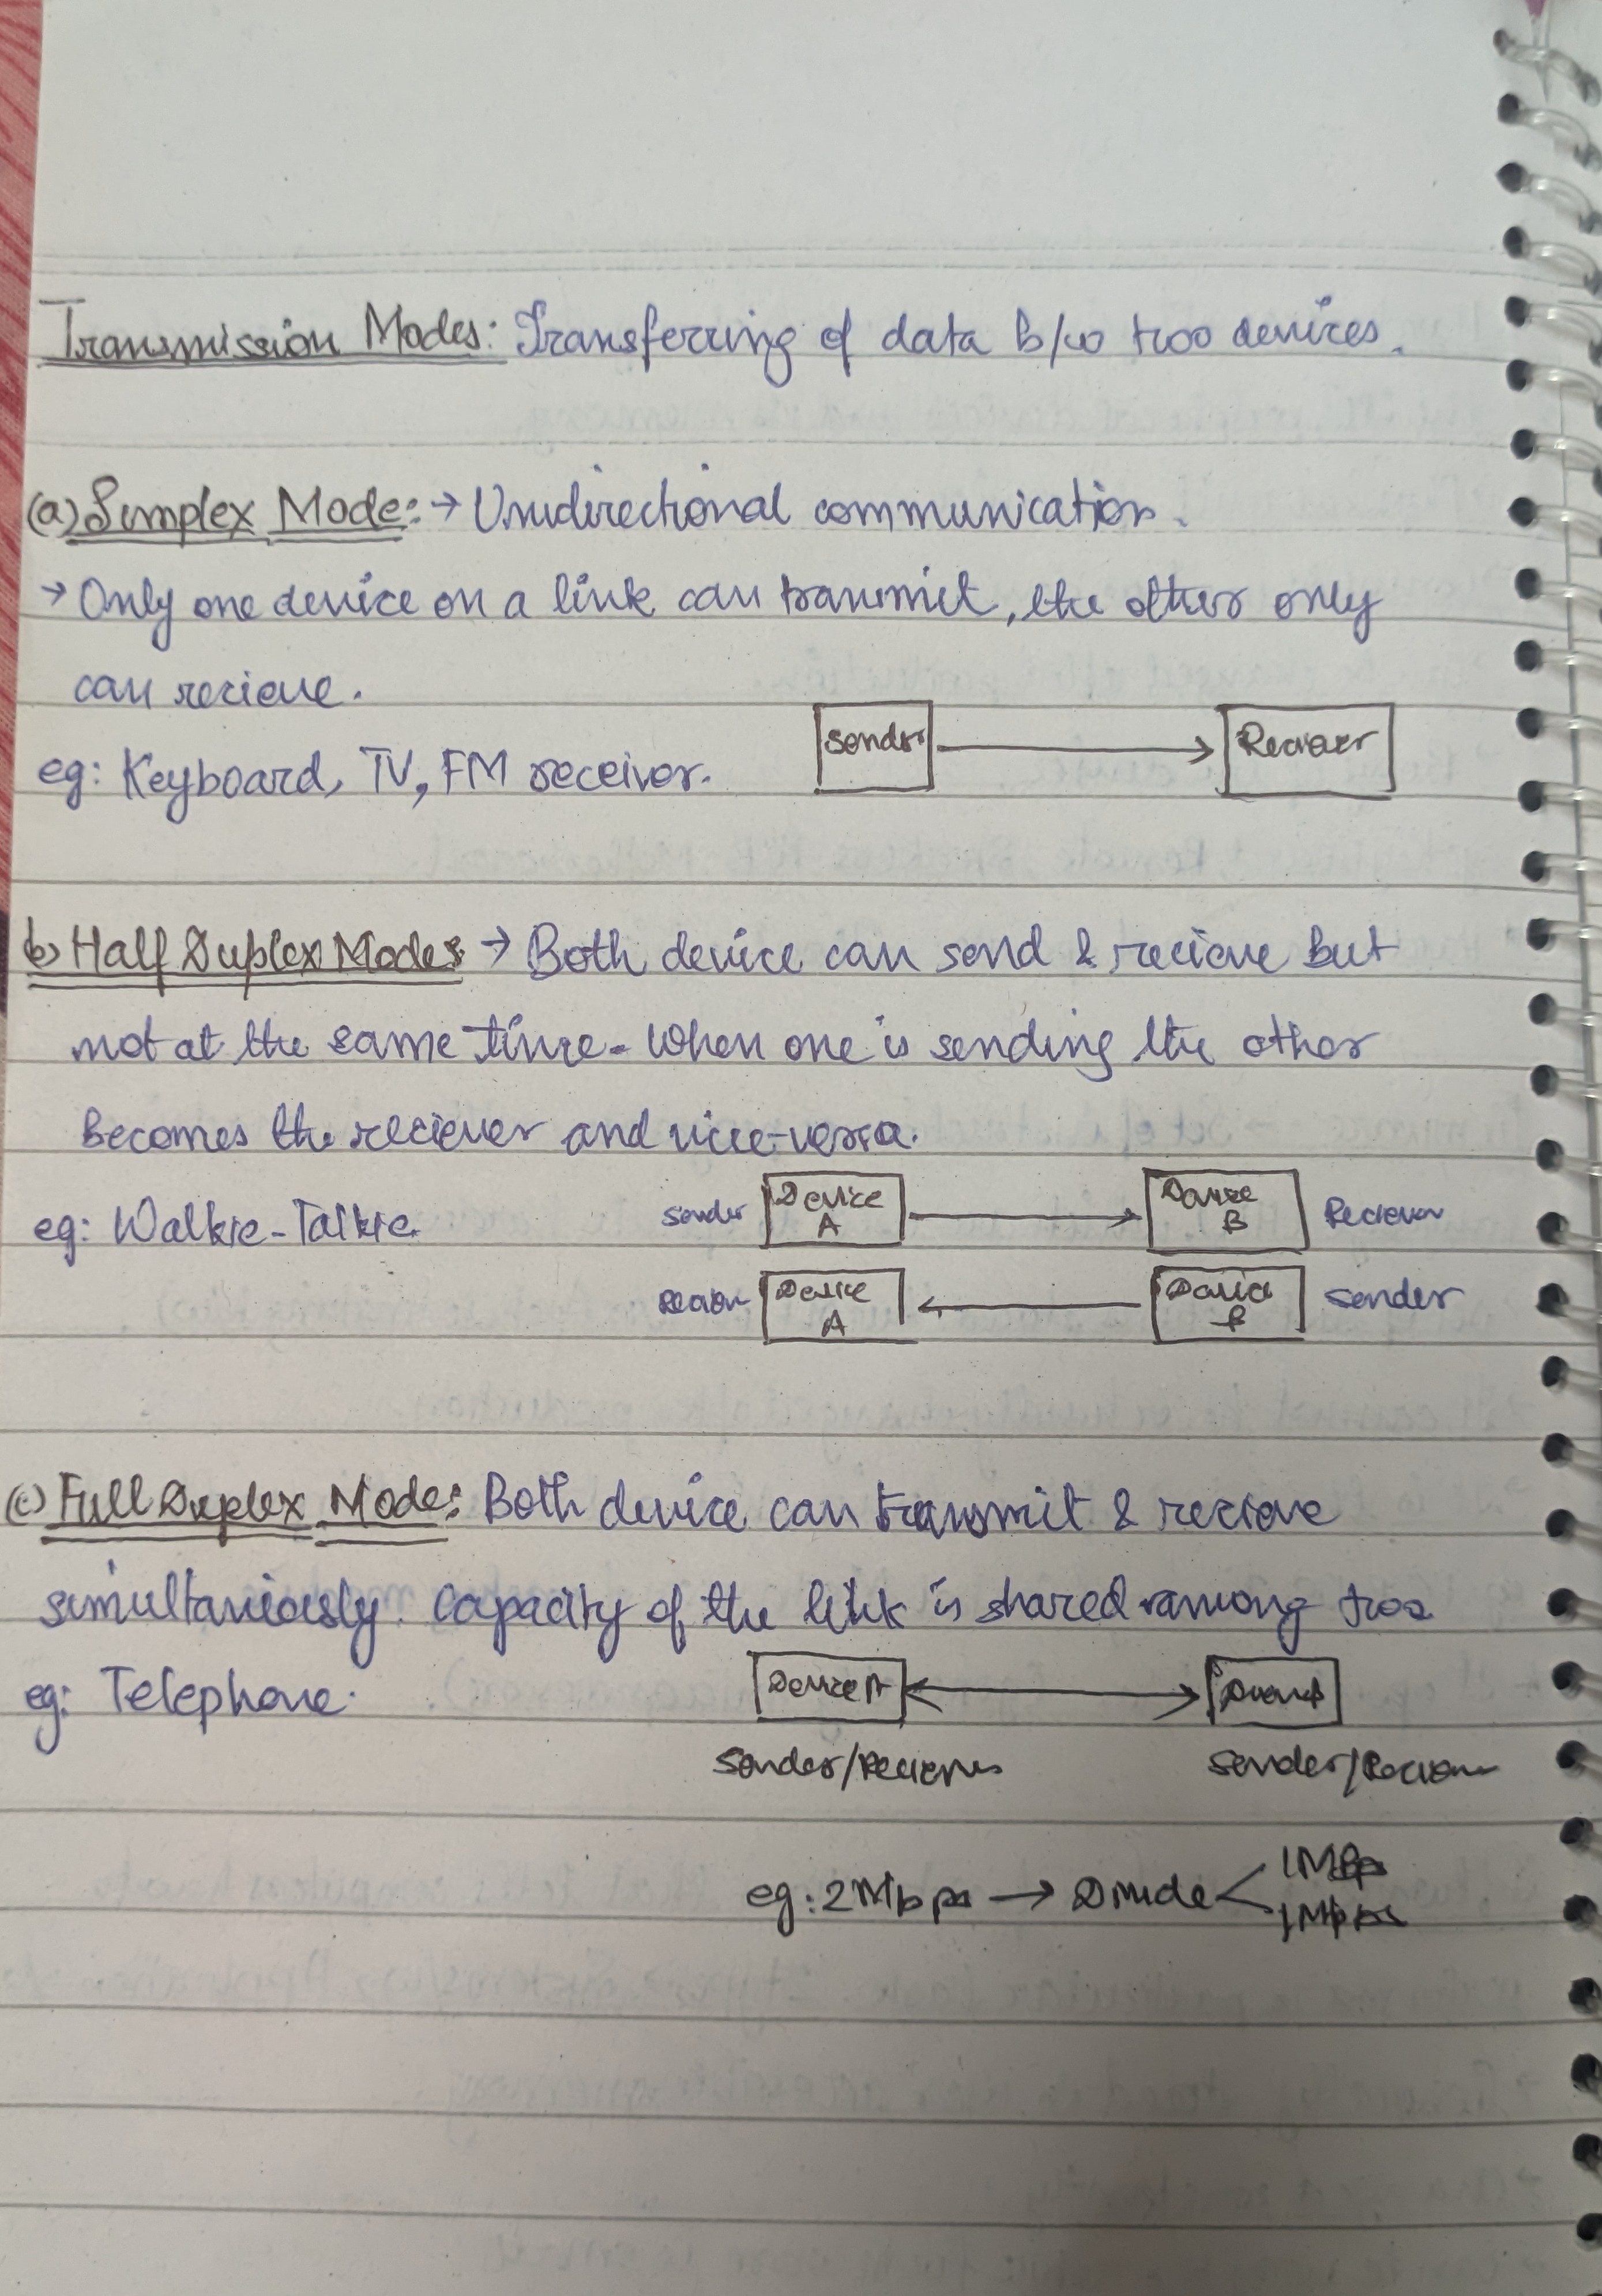 Transmission Modes: Transferring of data b/w two devices.
(a) Simplex Mode: → Unidirectional communication.
→ Only one device on a link can transmit, the other only
can recieve.
Sender Reciever
eg: Keyboard, TV, FM receiver.
b) Half Duplex Mode: → Both device can send & recieve but
not at the same time. When one is sending the other
becomes the reciever and vice-versa.
eg: Walkie-Talkie Sender Device A Device B Reciever
Device A Device B Sender
(c) Full Duplex Mode: Both device can transmit & recieve
simultaniously. Capacity of the link is shared among two
eg: Telephone. Device A
Sender/Reciever Sender/Reciever
eg: 2Mbps → Divide < 1Mbps
1Mbps